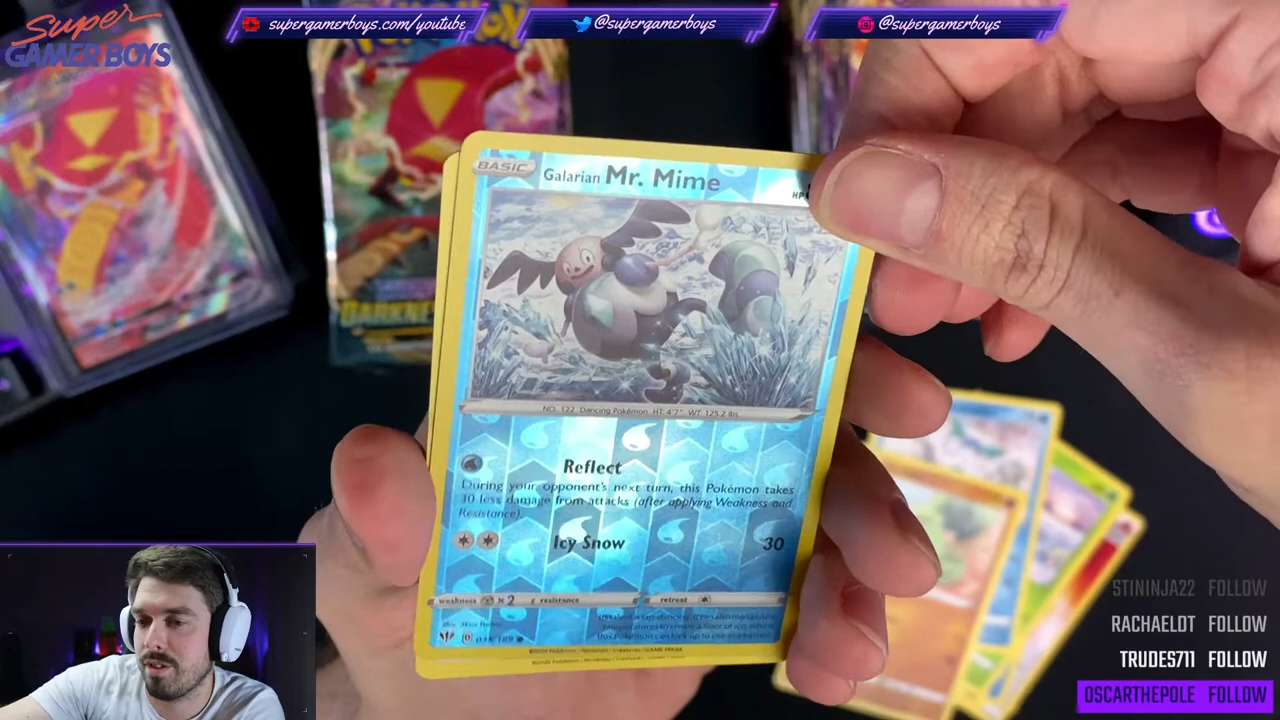 Super
GAMER BOYS
supergamerboys.com/youtube
@supergamerboys
@supergamerboys
BASIC
Galarian Mr. Mime
HP
DARKNE
NO. 122 Dancing Pokémon HT: 4'7" WT: 125.2 lbs.
Reflect
During your opponent's next turn, this Pokémon takes
30 less damage from attacks (after applying Weakness and
Resistance).
Icy Snow 30
weakness ×2 resistance retreat
STININJA22 FOLLOW
RACHAELDT FOLLOW
TRUDES711 FOLLOW
OSCARTHEPOLE FOLLOW